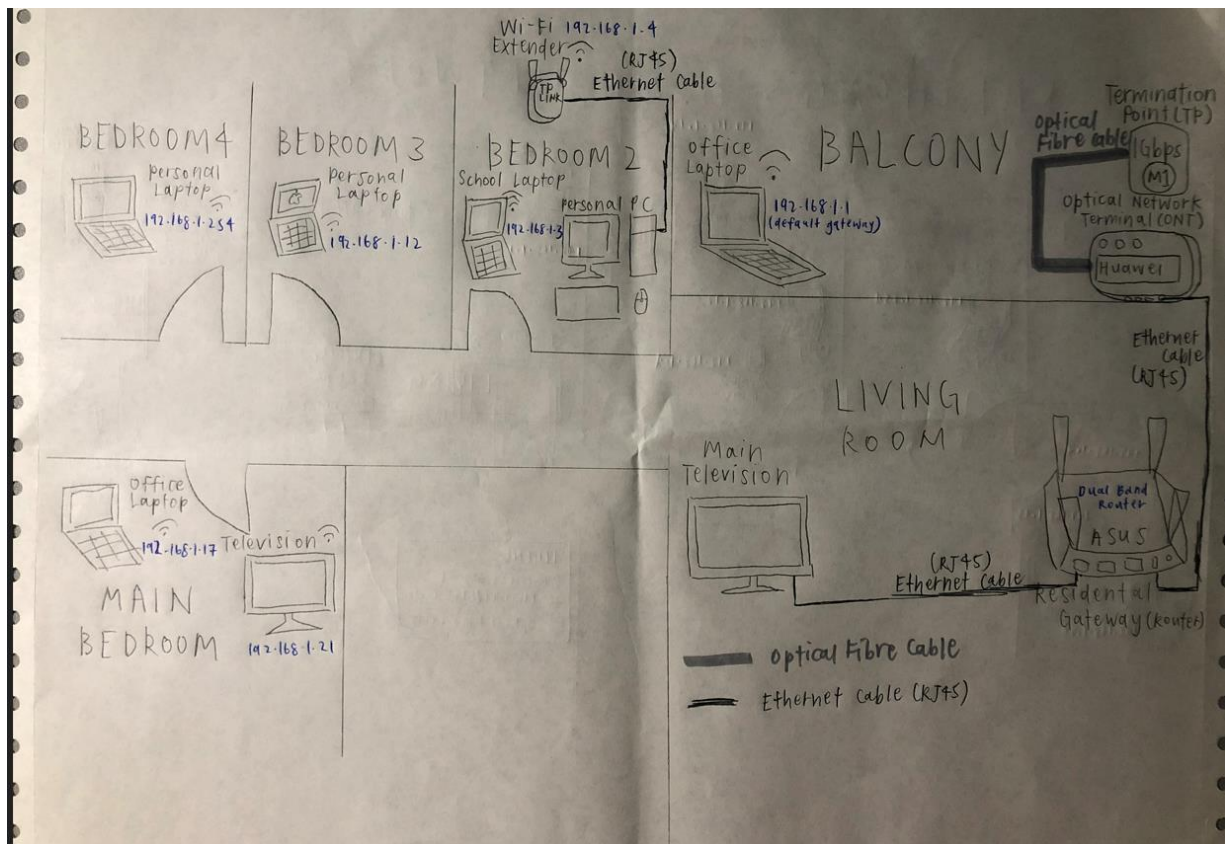 Wi-Fi 192.168.1.4
Extender
(RJ45)
Ethernet Cable
TP
LINK
BEDROOM 4
Personal
Laptop
192.168.1.254
BEDROOM 3
Personal
Laptop
192.168.1.12
BEDROOM 2
School Laptop
192.168.1.3
Personal PC
Office
Laptop
192.168.1.1
(default gateway)
BALCONY
Termination
Point (TP)
Optical
Fibre Cable
1Gbps
M1
Optical Network
Terminal (ONT)
Huawei
Ethernet
Cable
(RJ45)
LIVING
ROOM
Main
Television
Dual Band
Router
ASUS
(RJ45)
Ethernet Cable
Residental
Gateway (Router)
Office
Laptop
192.168.1.17
Television
192.168.1.21
MAIN
BEDROOM
Optical Fibre Cable
Ethernet Cable (RJ45)